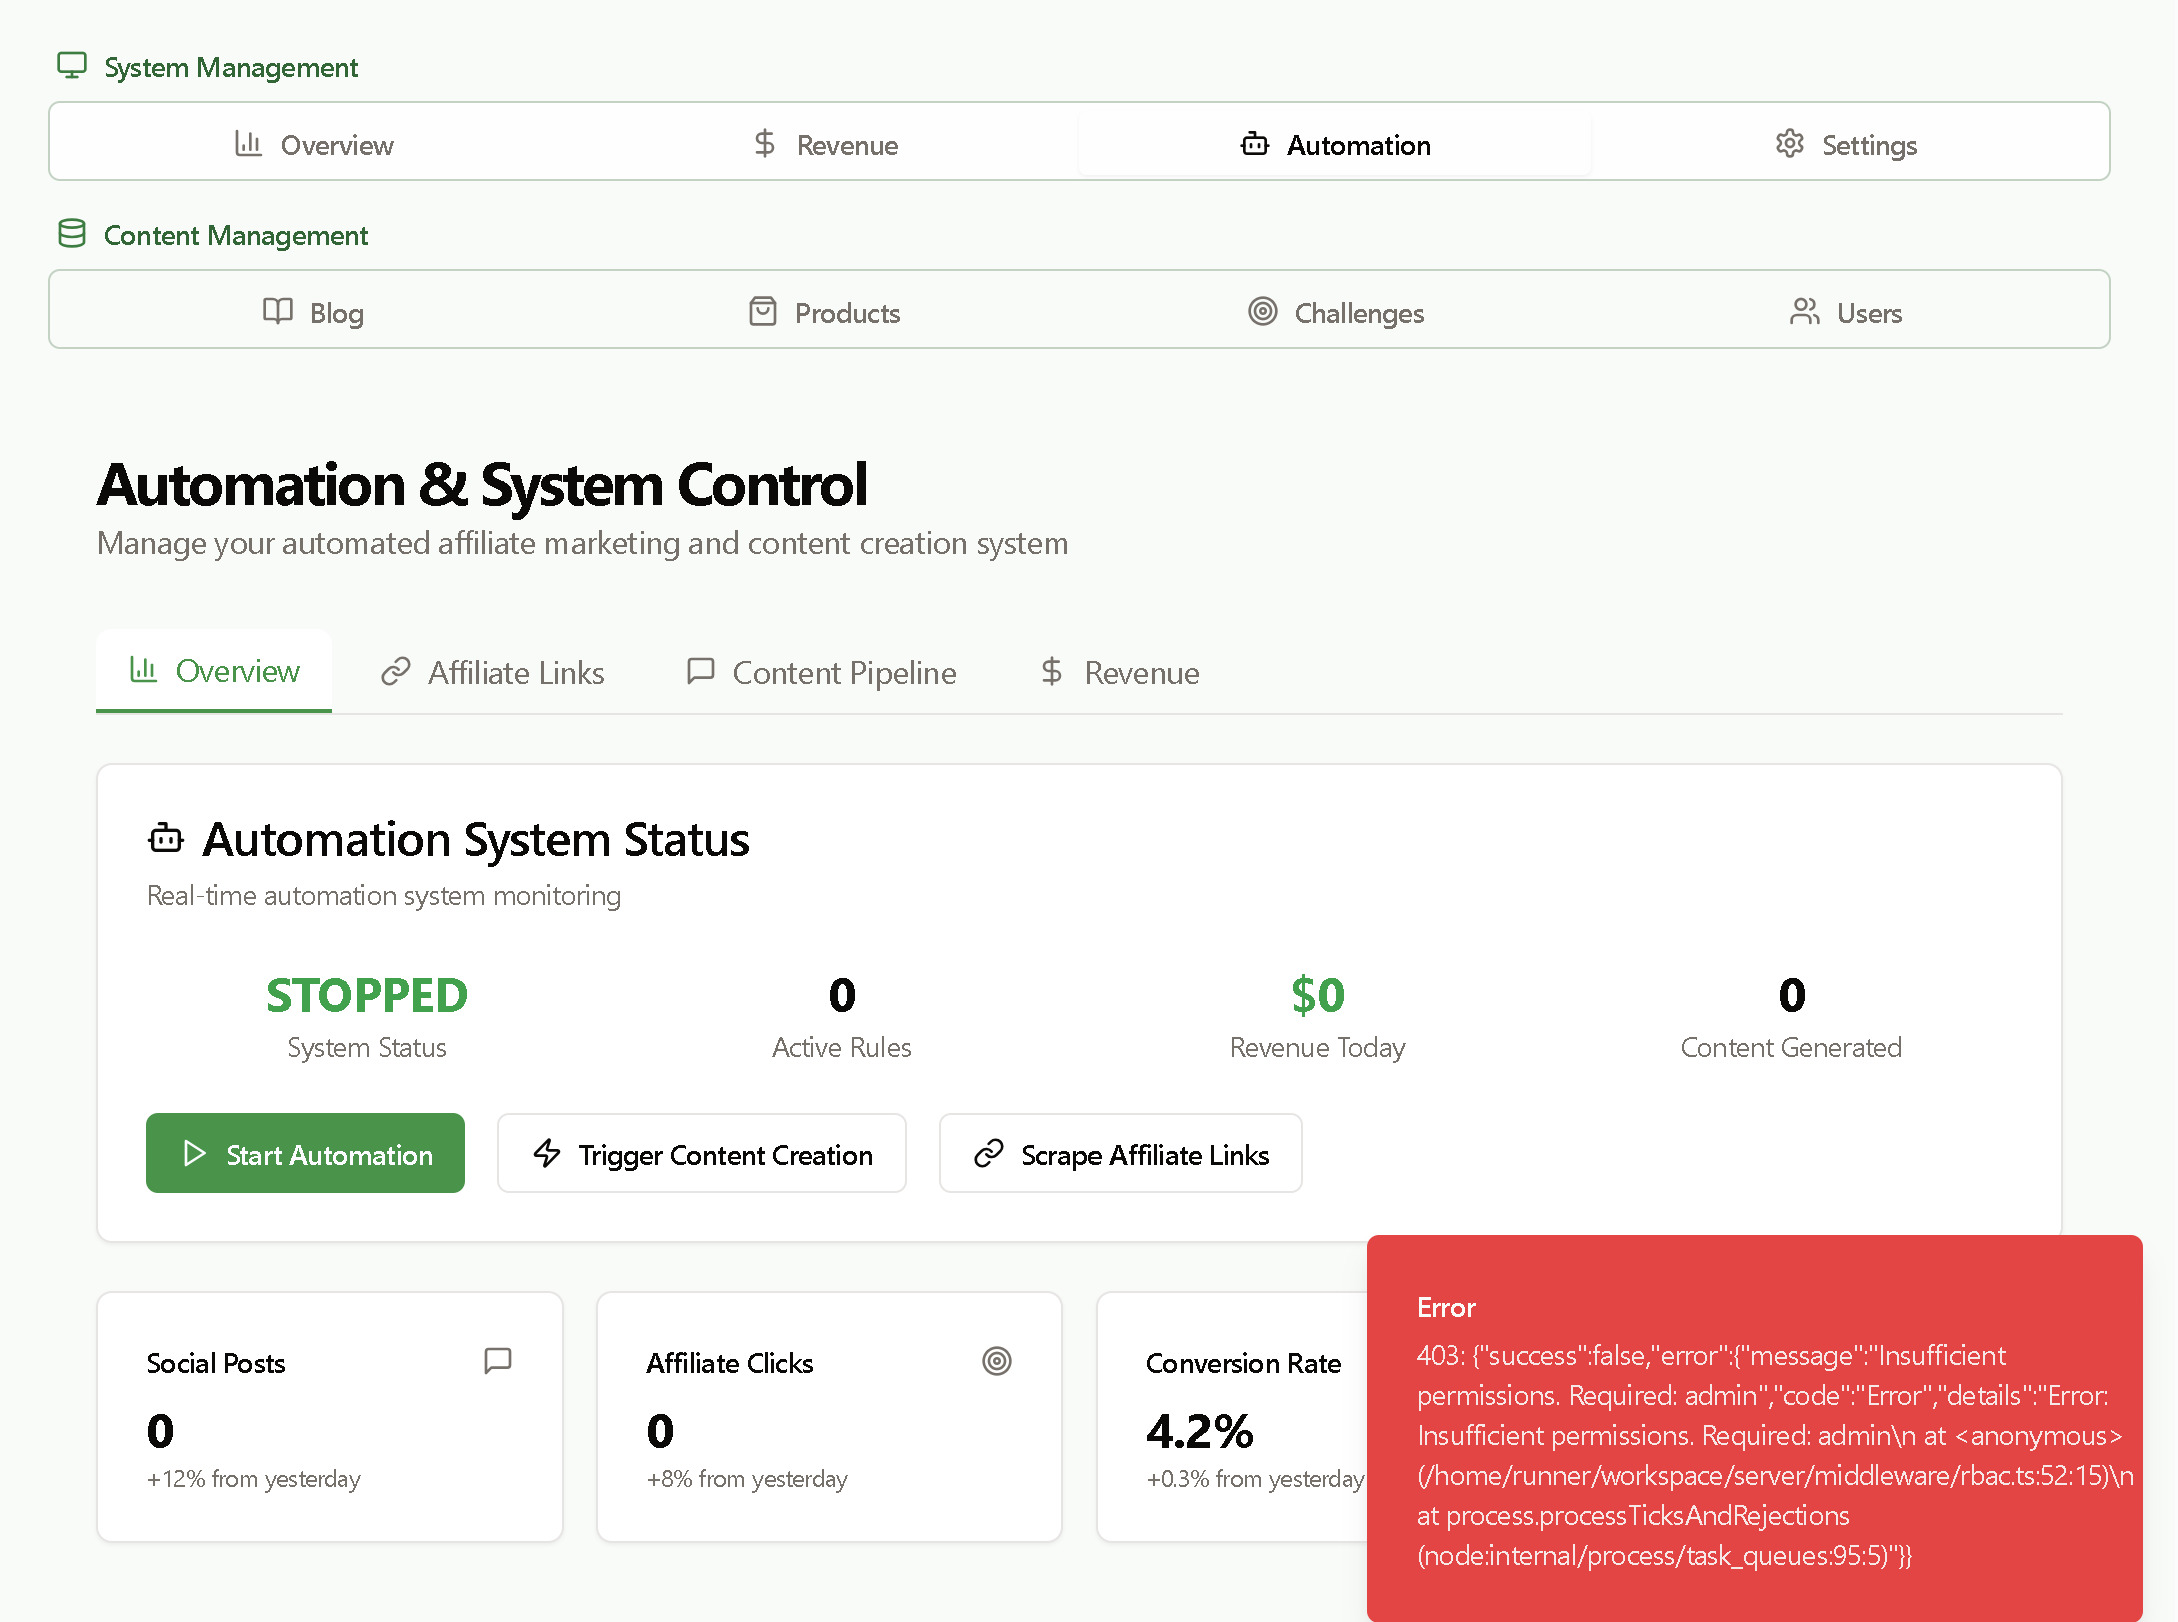 System Management
Overview
Revenue
Automation
Settings
Content Management
Blog
Products
Challenges
Users
Automation & System Control
Manage your automated affiliate marketing and content creation system
Overview
Affiliate Links
Content Pipeline
Revenue
Automation System Status
Real-time automation system monitoring
STOPPED
System Status
0
Active Rules
$0
Revenue Today
0
Content Generated
Start Automation
Trigger Content Creation
Scrape Affiliate Links
Social Posts
0
+12% from yesterday
Affiliate Clicks
0
+8% from yesterday
Conversion Rate
4.2%
+0.3% from yesterday
Error
403: {"success":false,"error":{"message":"Insufficient
permissions. Required: admin","code":"Error","details":"Error:
Insufficient permissions. Required: admin\n at <anonymous>
(/home/runner/workspace/server/middleware/rbac.ts:52:15)\n
at process.processTicksAndRejections
(node:internal/process/task_queues:95:5)"}}